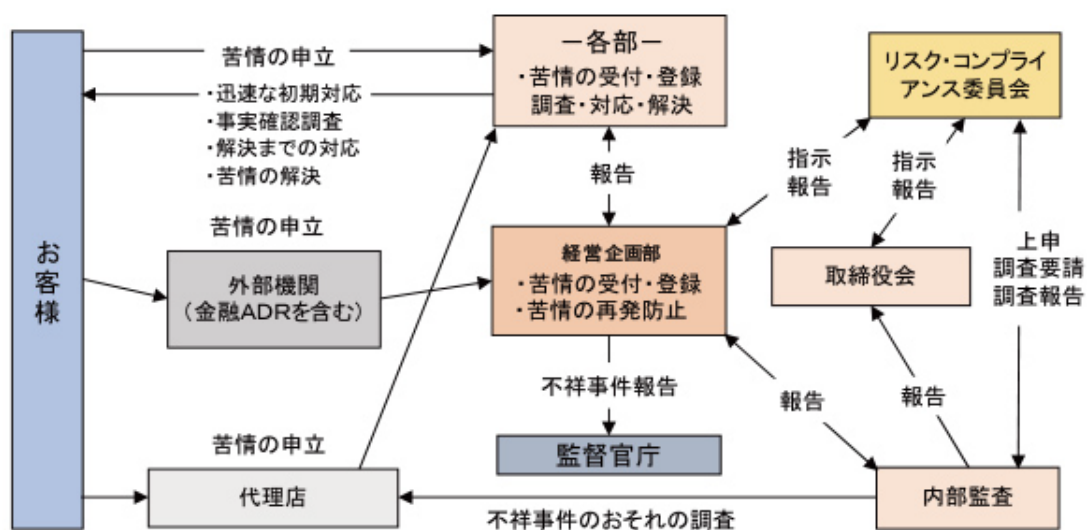 お客様
苦情の申立
・迅速な初期対応
・事実確認調査
・解決までの対応
・苦情の解決
－各部－
・苦情の受付・登録
調査・対応・解決
リスク・コンプライ
アンス委員会
報告
指示
報告
指示
報告
上申
調査要請
調査報告
苦情の申立
外部機関
（金融ADRを含む）
経営企画部
・苦情の受付・登録
・苦情の再発防止
取締役会
不祥事件報告
監督官庁
報告
報告
苦情の申立
代理店
内部監査
不祥事件のおそれの調査